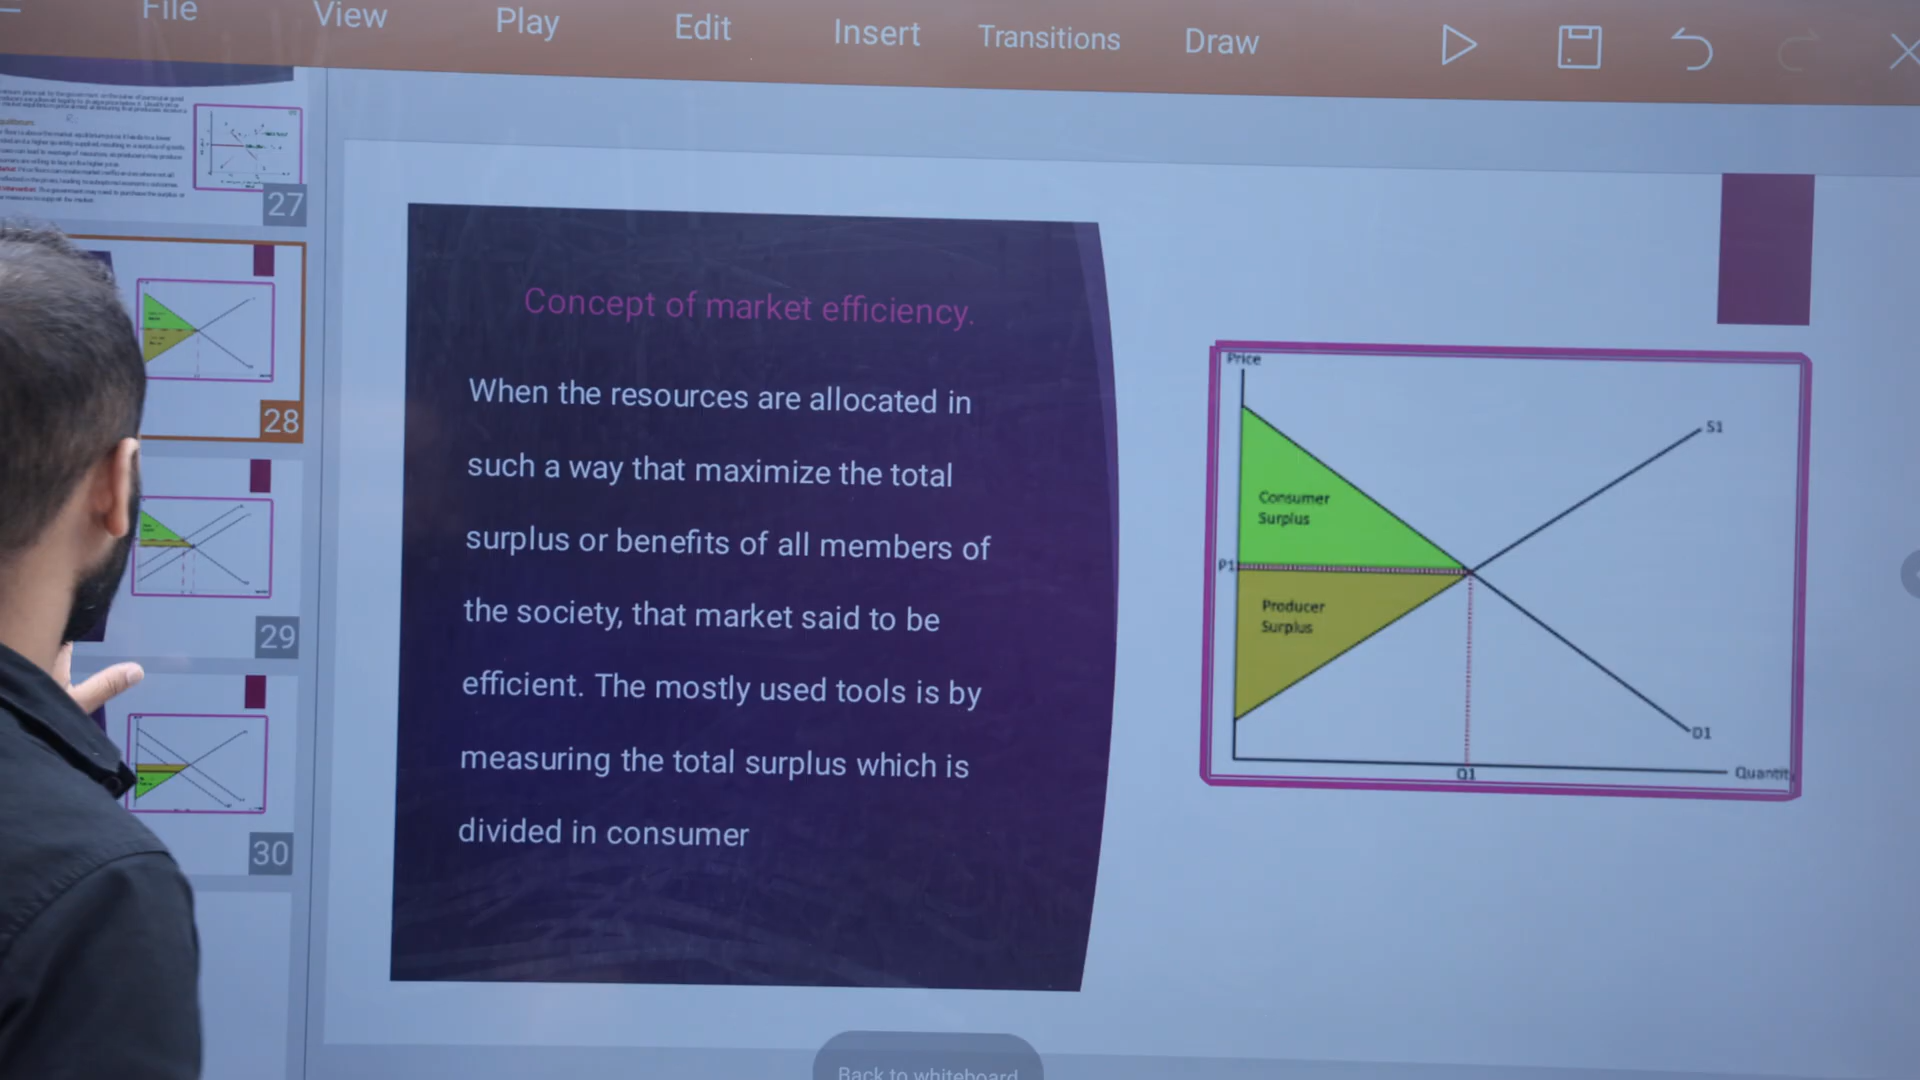 File View Play Edit Insert Transitions Draw
27
28
29
30
Concept of market efficiency.
When the resources are allocated in
such a way that maximize the total
surplus or benefits of all members of
the society, that market said to be
efficient. The mostly used tools is by
measuring the total surplus which is
divided in consumer
Price
S1
Consumer
Surplus
P1
Producer
Surplus
D1
Q1
Quantit
Back to whiteboard